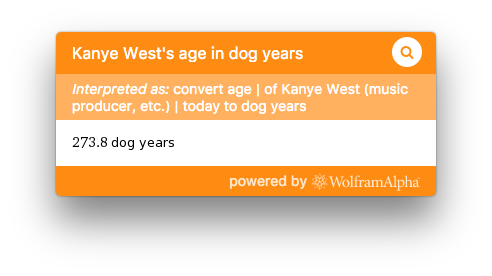 Kanye West's age in dog years
Interpreted as: convert age | of Kanye West (music
producer, etc.) | today to dog years
273.8 dog years
powered by WolframAlpha